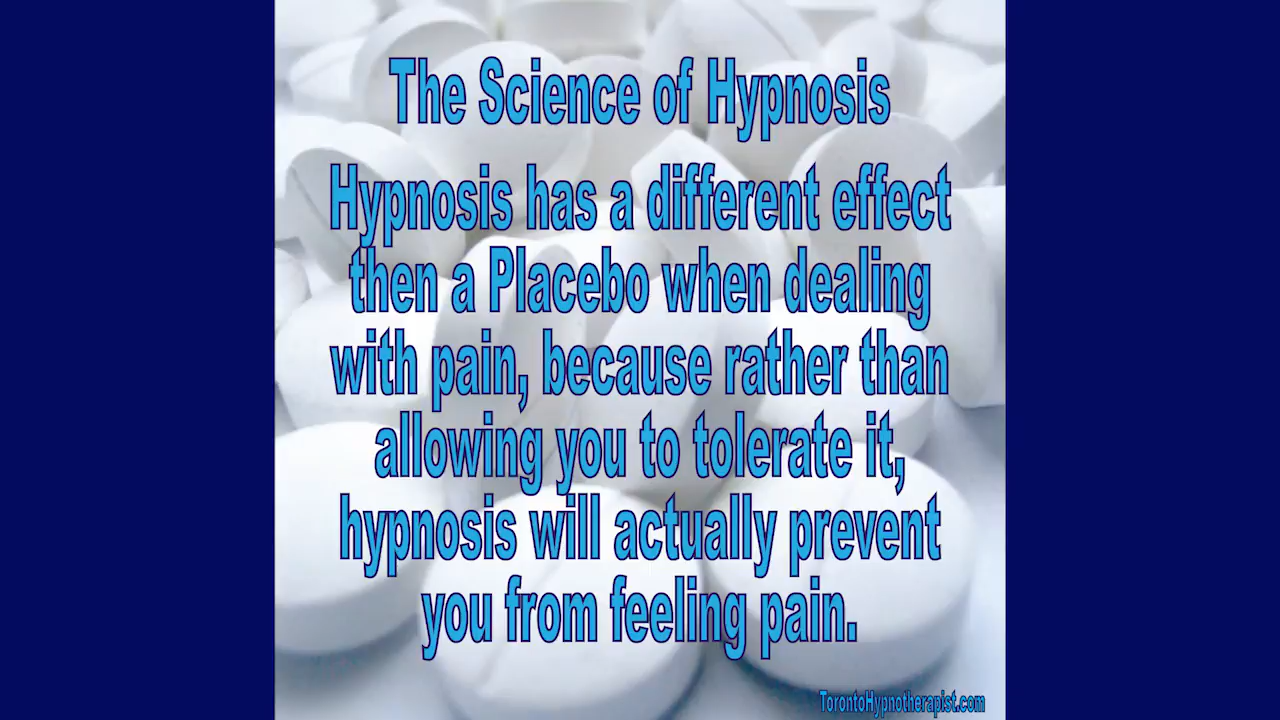 The Science of Hypnosis
Hypnosis has a different effect
then a Placebo when dealing
with pain, because rather than
allowing you to tolerate it,
hypnosis will actually prevent
you from feeling pain.
TorontoHypnotherapist.com